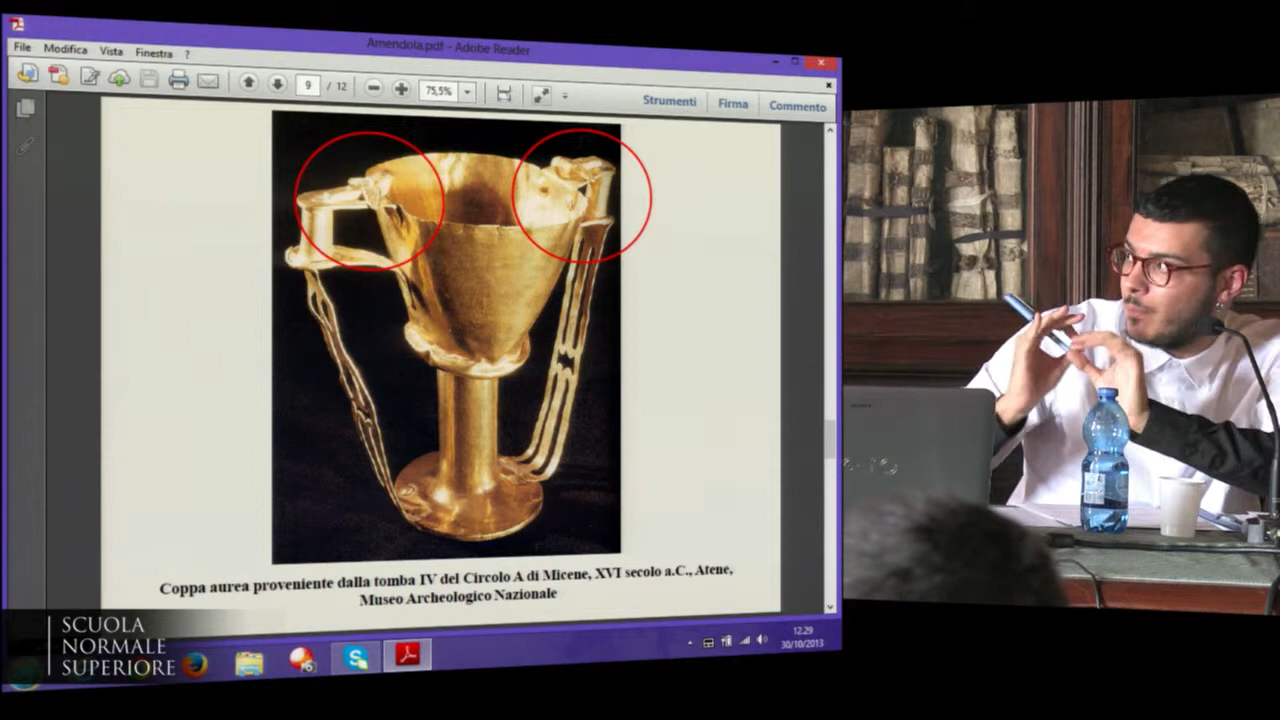 Amendola.pdf - Adobe Reader
File Modifica Vista Finestra ?
9 / 12 75,5%
Strumenti Firma Commento
Coppa aurea proveniente dalla tomba IV del Circolo A di Micene, XVI secolo a.C., Atene,
Museo Archeologico Nazionale
12.29
30/10/2013
SCUOLA
NORMALE
SUPERIORE